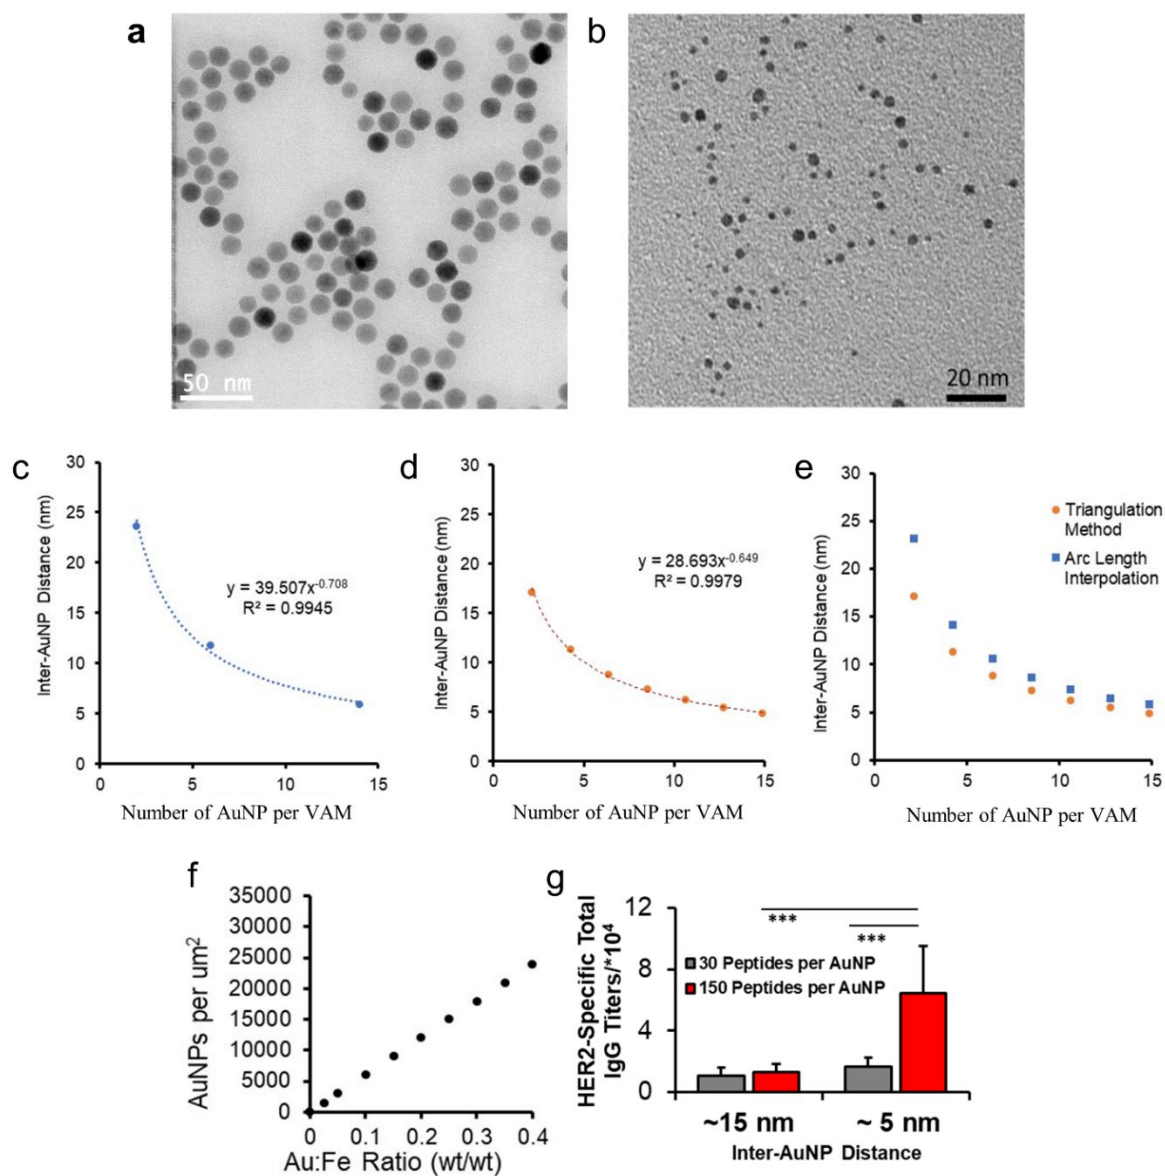 a
b
50 nm
20 nm
c
30
25
20
15
10
5
0
0
5
10
15
Inter-AuNP Distance (nm)
y = 39.507x^-0.708
R² = 0.9945
Number of AuNP per VAM
d
30
25
20
15
10
5
0
0
5
10
15
Inter-AuNP Distance (nm)
y = 28.693x^-0.649
R² = 0.9979
Number of AuNP per VAM
e
30
25
20
15
10
5
0
0
5
10
15
Inter-AuNP Distance (nm)
Triangulation
Method
Arc Length
Interpolation
Number of AuNP per VAM
f
35000
30000
25000
20000
15000
10000
5000
0
0
0.1
0.2
0.3
0.4
AuNPs per um²
Au:Fe Ratio (wt/wt)
g
HER2-Specific Total
IgG Titers/*10⁴
12
8
4
0
***
***
30 Peptides per AuNP
150 Peptides per AuNP
~15 nm
~ 5 nm
Inter-AuNP Distance